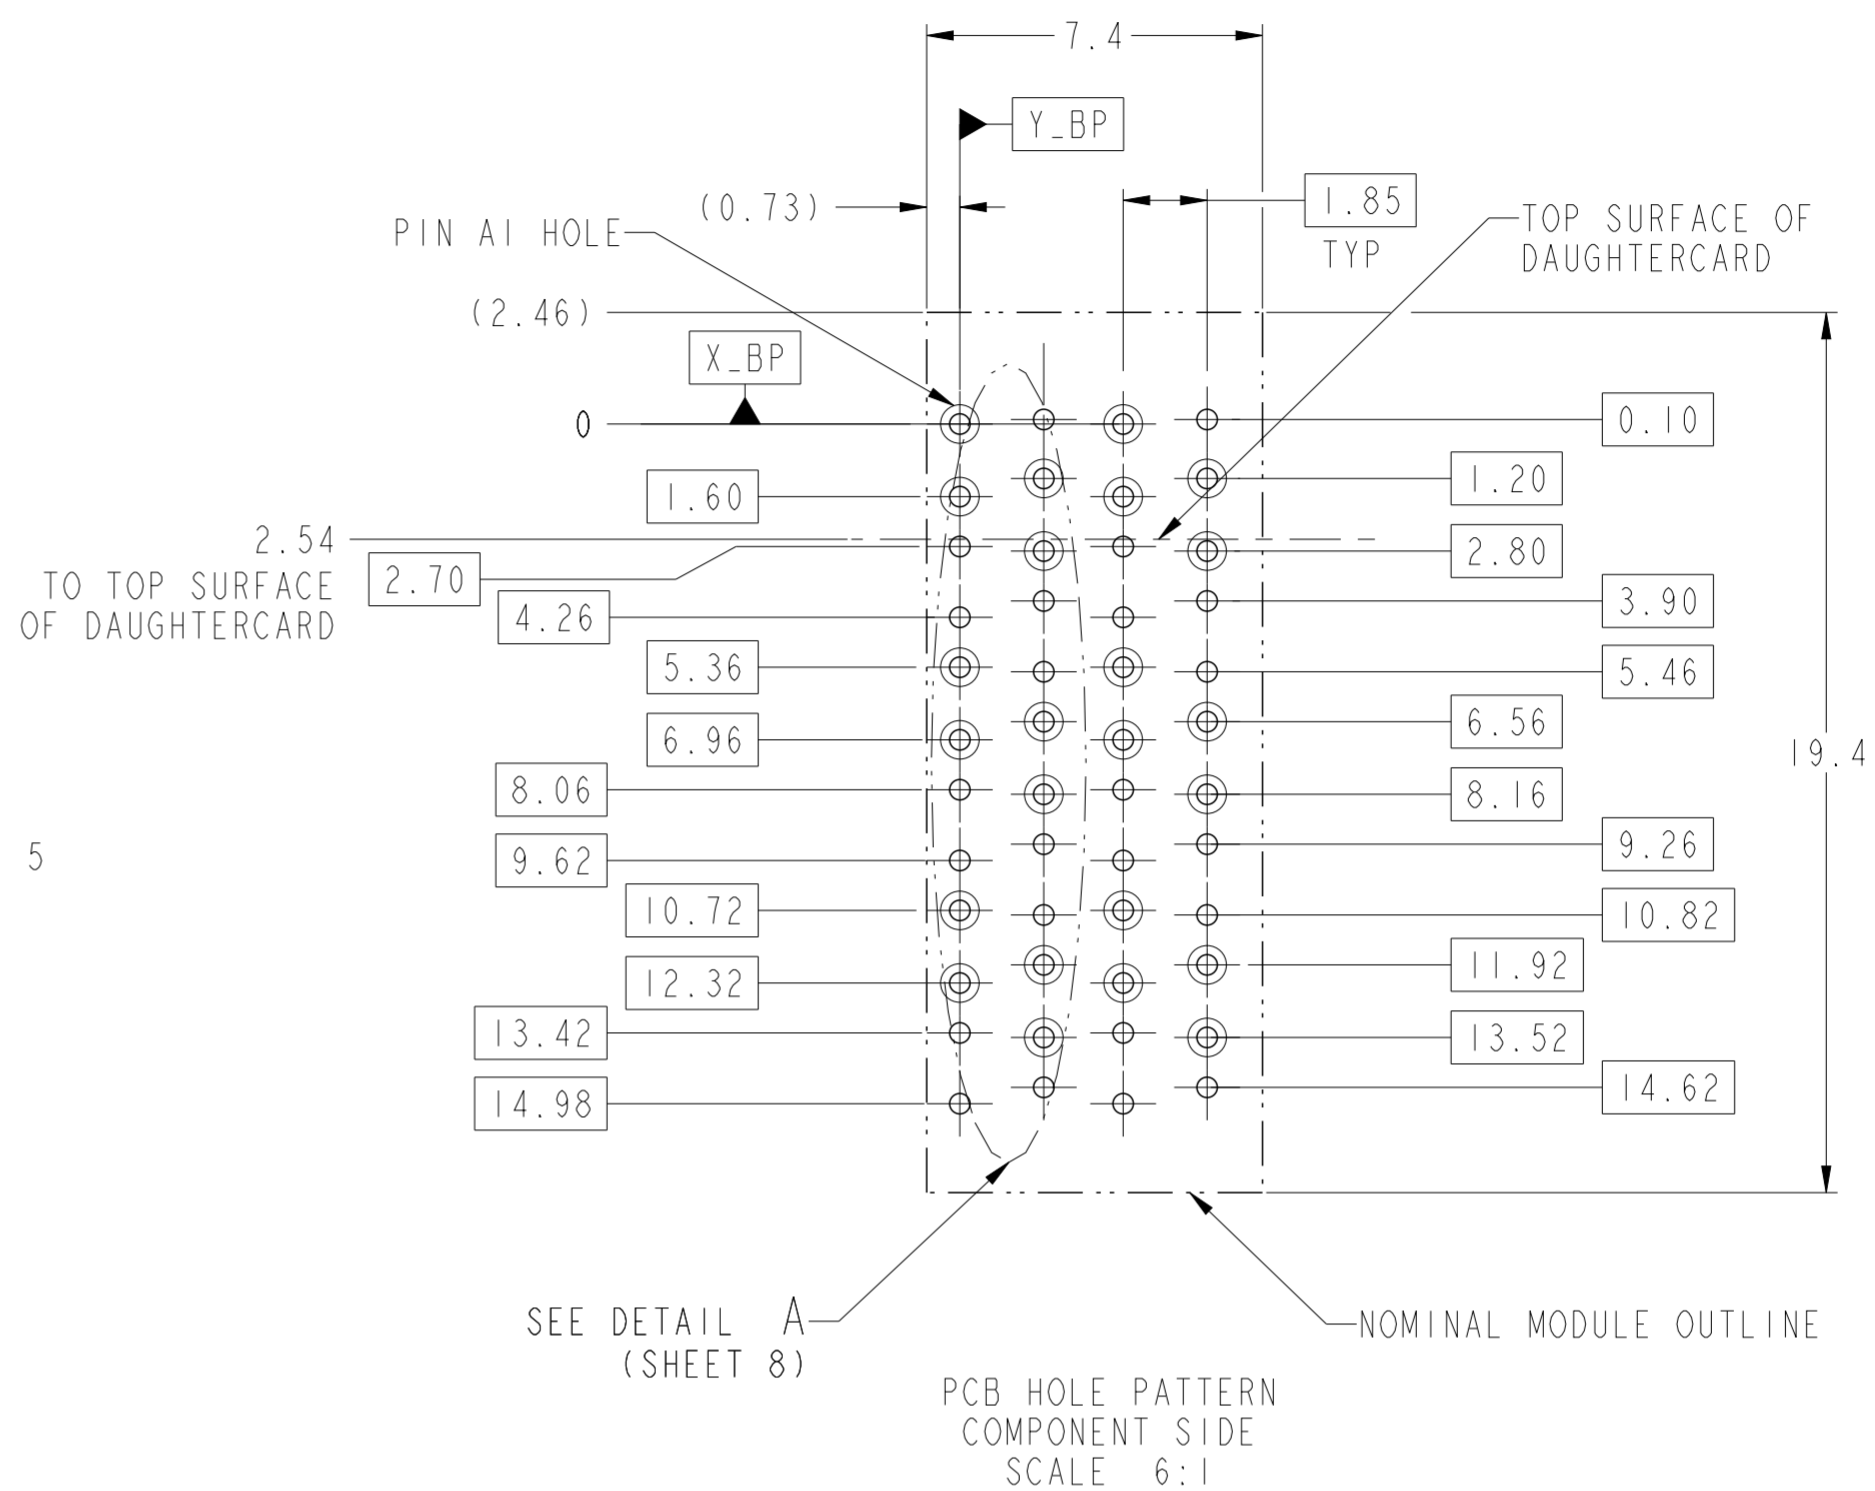 7.4
Y_BP
(0.73)
1.85
TYP
PIN A1 HOLE
TOP SURFACE OF
DAUGHTERCARD
(2.46)
X_BP
0
0.10
1.20
1.60
2.54
TO TOP SURFACE
OF DAUGHTERCARD
2.70
2.80
3.90
4.26
5.36
5.46
6.96
6.56
19.4
8.06
8.16
5
9.62
9.26
10.72
10.82
12.32
11.92
13.42
13.52
14.98
14.62
SEE DETAIL A
(SHEET 8)
NOMINAL MODULE OUTLINE
PCB HOLE PATTERN
COMPONENT SIDE
SCALE 6:1